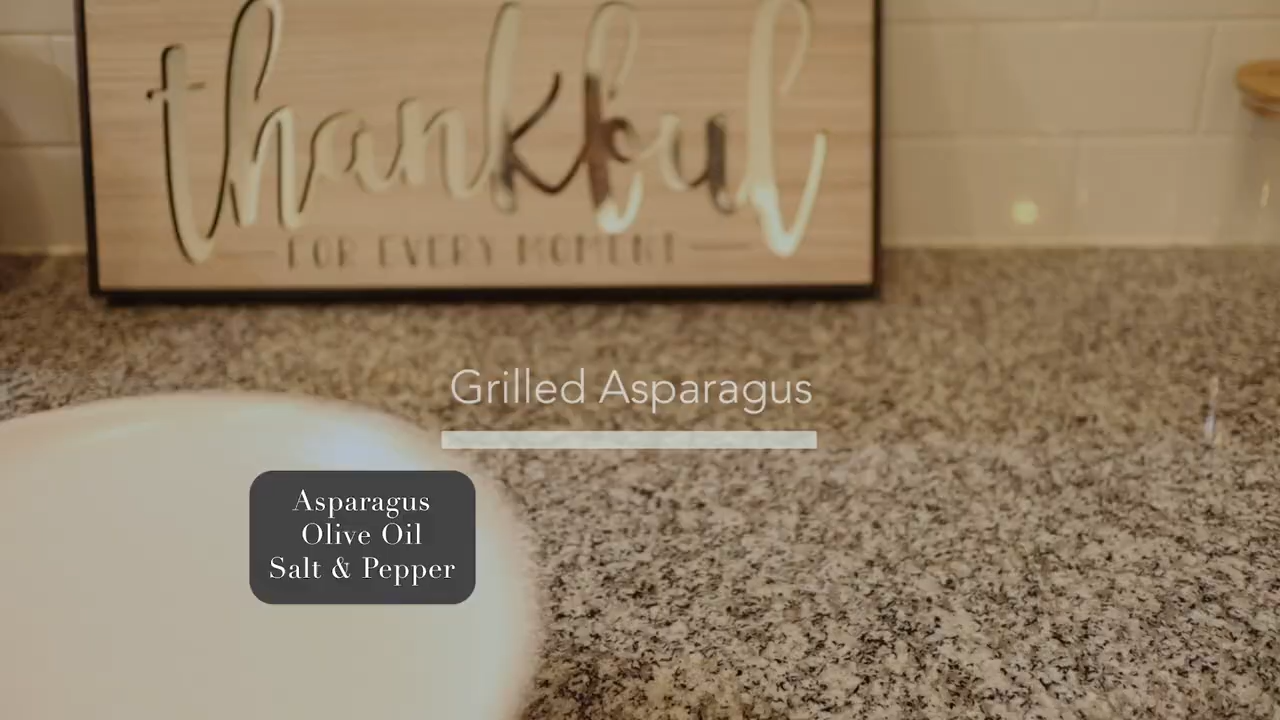 thankful
FOR EVERY MOMENT
Grilled Asparagus
Asparagus
Olive Oil
Salt & Pepper